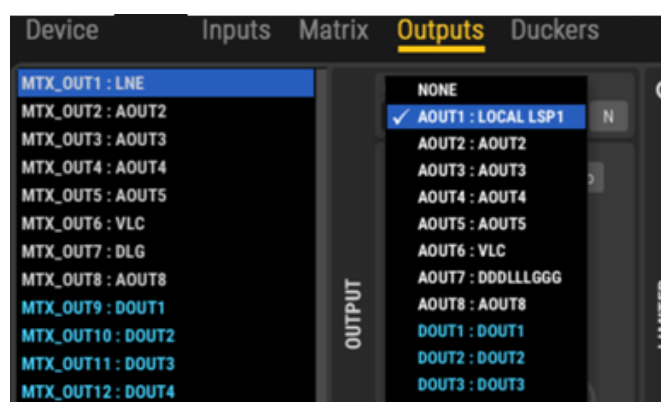 Device Inputs Matrix Outputs Duckers
MTX_OUT1 : LNE
MTX_OUT2 : AOUT2
MTX_OUT3 : AOUT3
MTX_OUT4 : AOUT4
MTX_OUT5 : AOUT5
MTX_OUT6 : VLC
MTX_OUT7 : DLG
MTX_OUT8 : AOUT8
MTX_OUT9 : DOUT1
MTX_OUT10 : DOUT2
MTX_OUT11 : DOUT3
MTX_OUT12 : DOUT4
OUTPUT
NONE
✓ AOUT1 : LOCAL LSP1
AOUT2 : AOUT2
AOUT3 : AOUT3
AOUT4 : AOUT4
AOUT5 : AOUT5
AOUT6 : VLC
AOUT7 : DDDLLLGGG
AOUT8 : AOUT8
DOUT1 : DOUT1
DOUT2 : DOUT2
DOUT3 : DOUT3
N